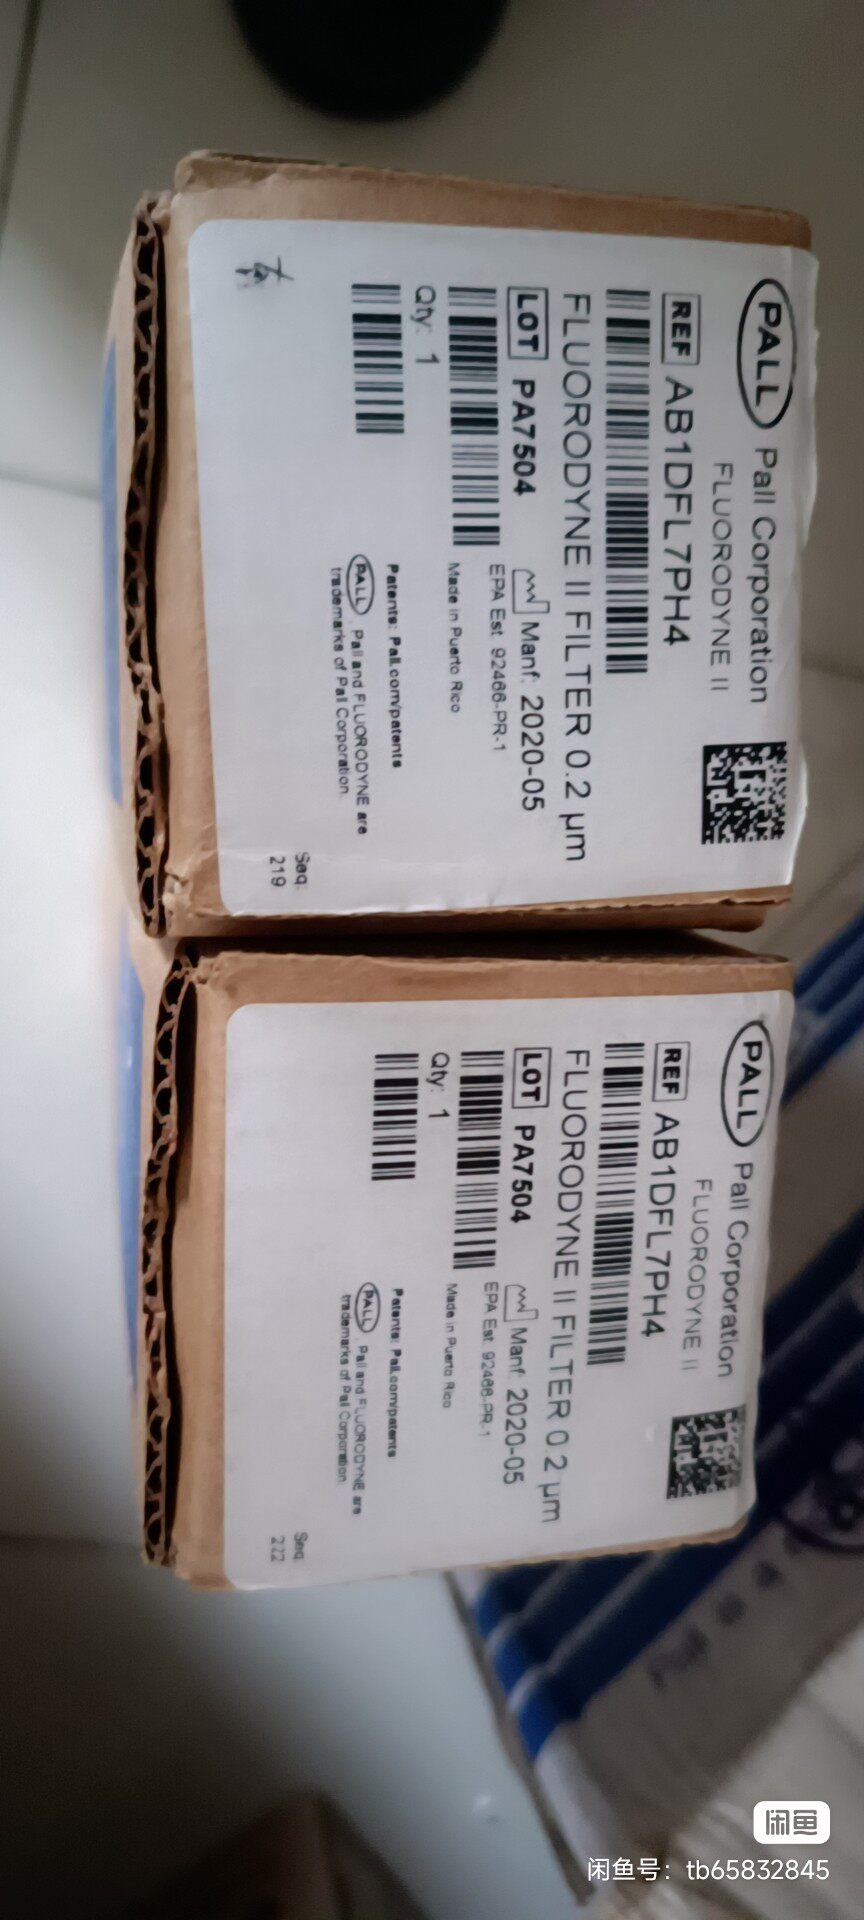 PALL Pall Corporation
FLUORODYNE II
REF AB1DFL7PH4
FLUORODYNE II FILTER 0.2 µm
LOT PA7504 Manf: 2020-05
EPA Est. 92466-PR-1
Qty: 1 Made in Puerto Rico
Patents: Pall.com/patents
PALL, Pall and FLUORODYNE are
trademarks of Pall Corporation.
Seq:
219
PALL Pall Corporation
FLUORODYNE II
REF AB1DFL7PH4
FLUORODYNE II FILTER 0.2 µm
LOT PA7504 Manf: 2020-05
EPA Est. 92466-PR-1
Qty: 1 Made in Puerto Rico
Patents: Pall.com/patents
PALL, Pall and FLUORODYNE are
trademarks of Pall Corporation.
Seq:
222
闲鱼
闲鱼号：tb65832845